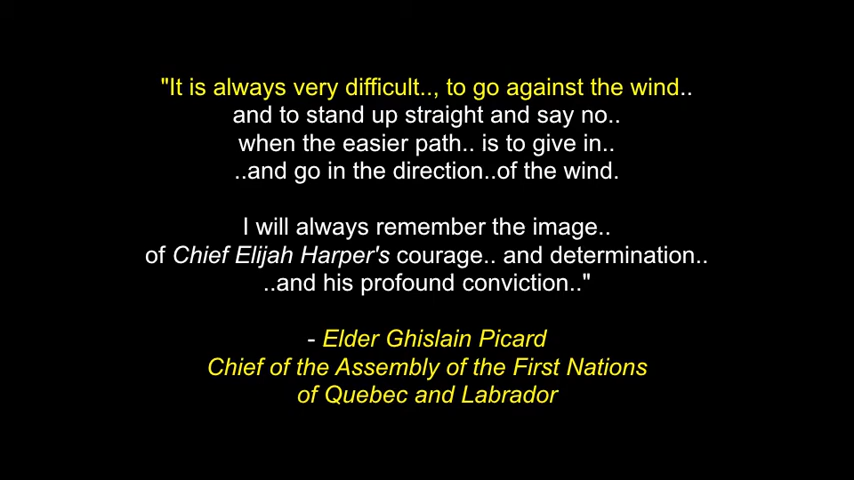 "It is always very difficult.., to go against the wind..
and to stand up straight and say no..
when the easier path.. is to give in..
..and go in the direction..of the wind.
I will always remember the image..
of Chief Elijah Harper's courage.. and determination..
..and his profound conviction.."
- Elder Ghislain Picard
Chief of the Assembly of the First Nations
of Quebec and Labrador